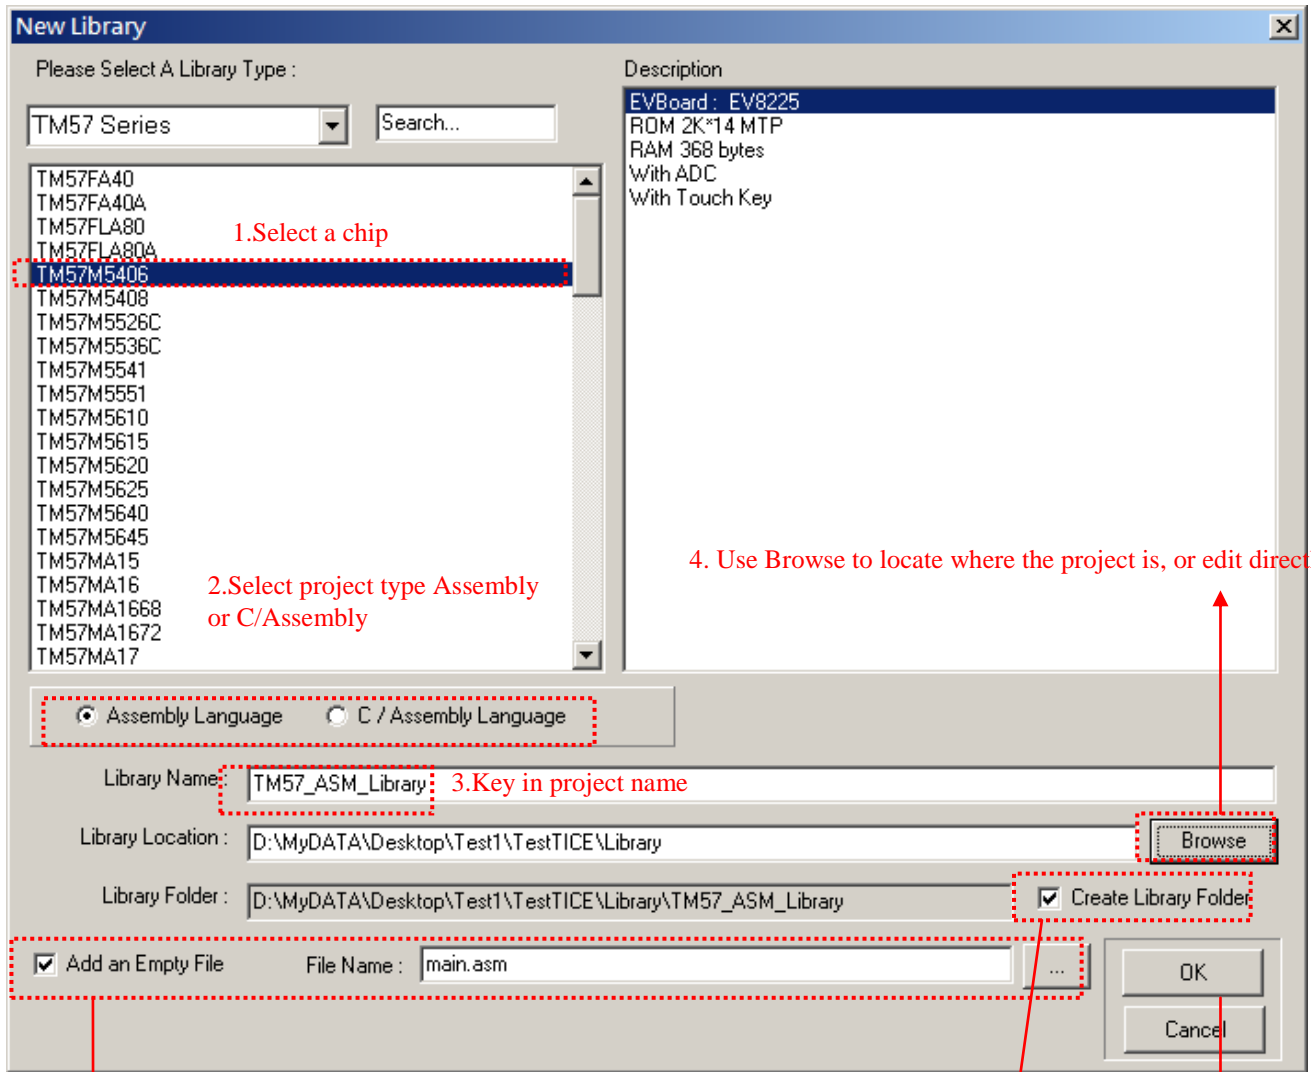 New Library
Please Select A Library Type :
Description
TM57 Series
Search...
EVBoard : EV8225
ROM 2K*14 MTP
RAM 368 bytes
With ADC
With Touch Key
TM57FA40
TM57FA40A
TM57FLA80
TM57FLA80A
1.Select a chip
TM57M5406
TM57M5408
TM57M5526C
TM57M5536C
TM57M5541
TM57M5551
TM57M5610
TM57M5615
TM57M5620
TM57M5625
TM57M5640
TM57M5645
TM57MA15
TM57MA16
TM57MA1668
TM57MA1672
TM57MA17
2.Select project type Assembly
or C/Assembly
4. Use Browse to locate where the project is, or edit direct
Assembly Language
C / Assembly Language
Library Name :
TM57_ASM_Library
3.Key in project name
Library Location :
D:\MyDATA\Desktop\Test1\TestTICE\Library
Browse
Library Folder :
D:\MyDATA\Desktop\Test1\TestTICE\Library\TM57_ASM_Library
Create Library Folder
Add an Empty File
File Name :
main.asm
...
OK
Cancel